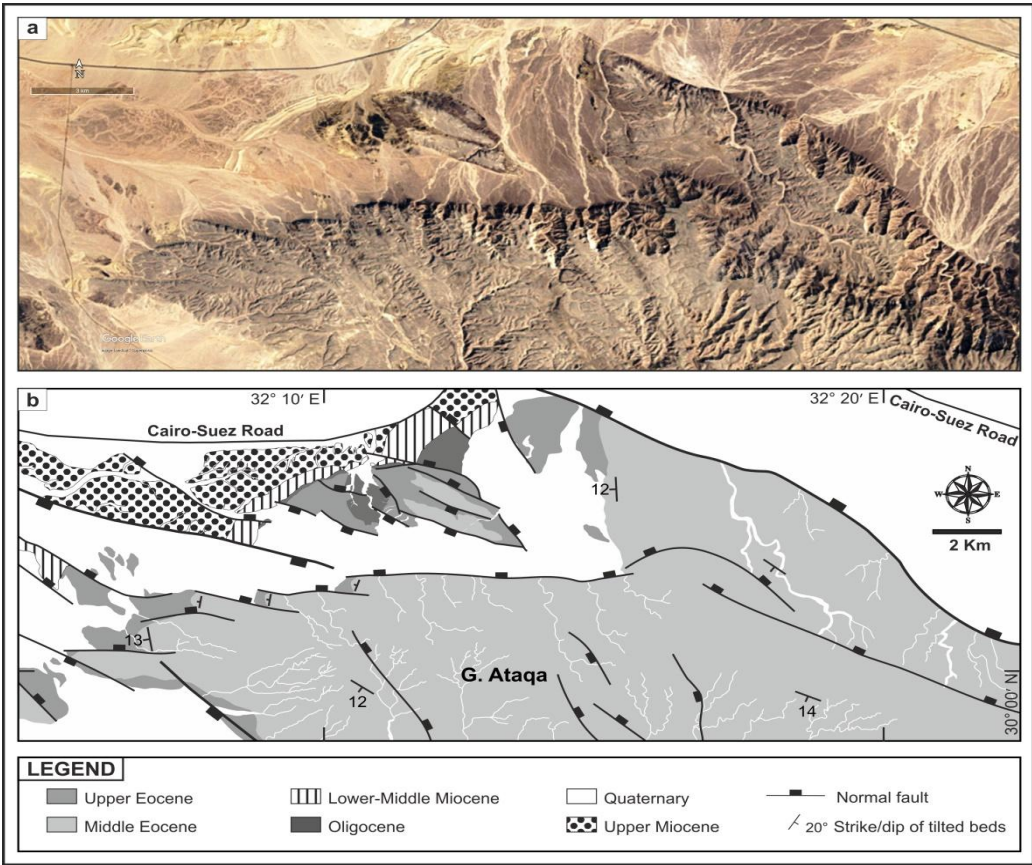 a
N
Google Earth
b
32° 10′ E
32° 20′ E
Cairo-Suez Road
Cairo-Suez Road
N
W
E
S
2 Km
12
13
G. Ataqa
12
14
30° 00′ N
LEGEND
Upper Eocene
Lower-Middle Miocene
Quaternary
Normal fault
Middle Eocene
Oligocene
Upper Miocene
20° Strike/dip of tilted beds